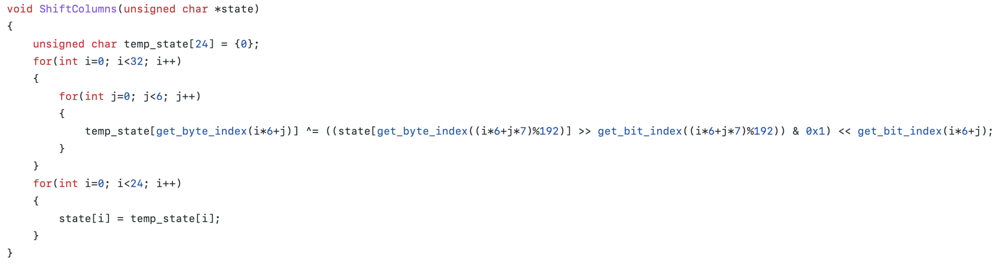 void ShiftColumns(unsigned char *state)
{
    unsigned char temp_state[24] = {0};
    for(int i=0; i<32; i++)
    {
        for(int j=0; j<6; j++)
        {
            temp_state[get_byte_index(i*6+j)] ^= ((state[get_byte_index((i*6+j*7)%192)] >> get_bit_index((i*6+j*7)%192)) & 0x1) << get_bit_index(i*6+j);
        }
    }
    for(int i=0; i<24; i++)
    {
        state[i] = temp_state[i];
    }
}